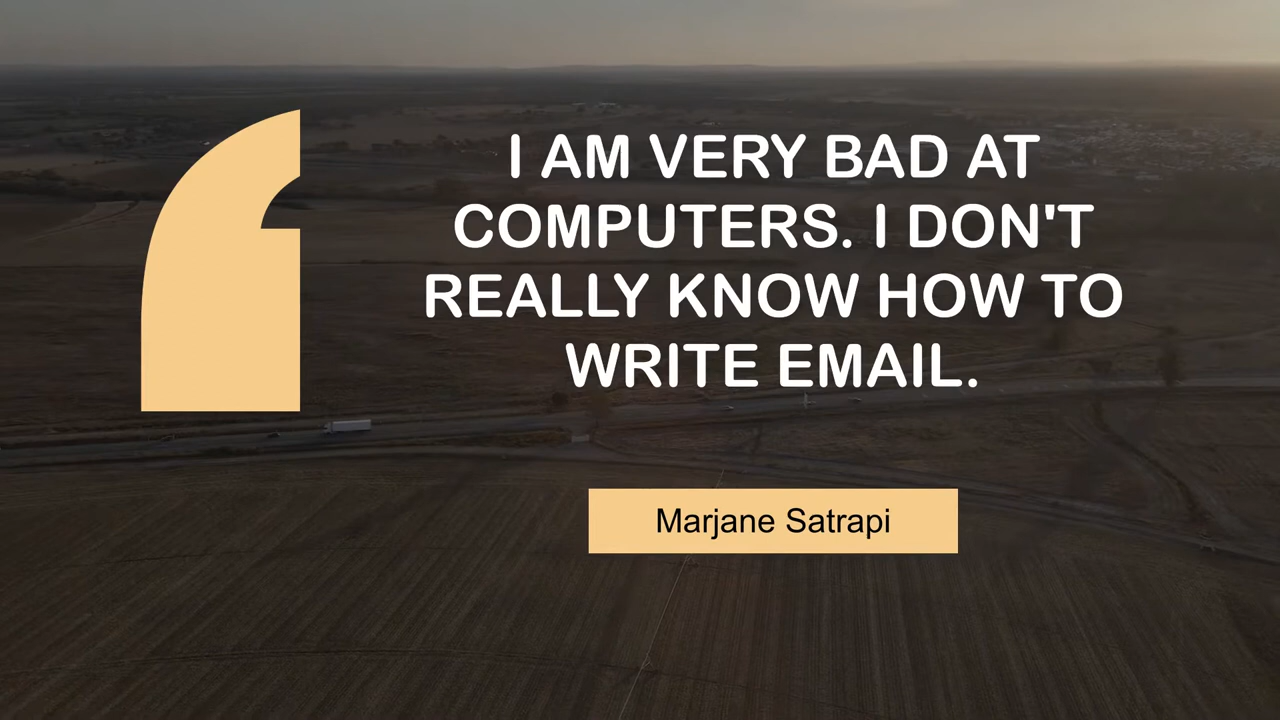 I AM VERY BAD AT
COMPUTERS. I DON'T
REALLY KNOW HOW TO
WRITE EMAIL.
Marjane Satrapi